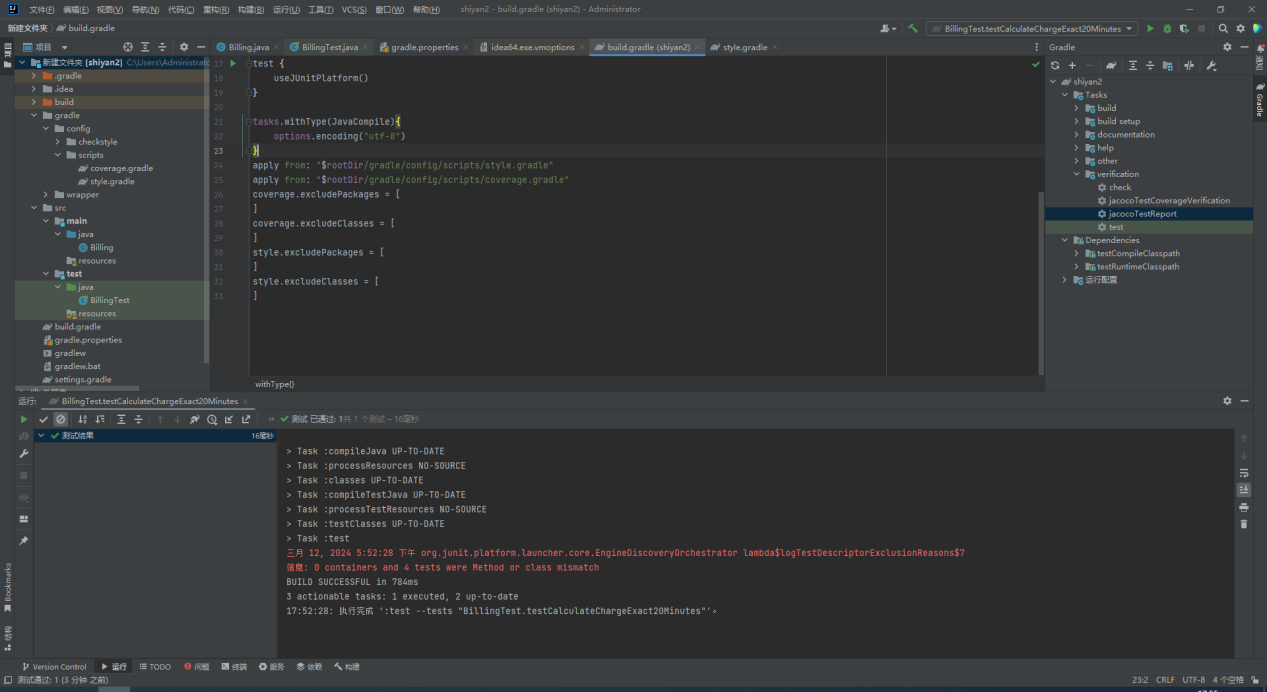 文件(F) 编辑(E) 视图(V) 导航(N) 代码(C) 重构(R) 构建(B) 运行(U) 工具(T) VCS(S) 窗口(W) 帮助(H) shiyan2 - build.gradle (shiyan2) - Administrator
新建文件夹 build.gradle BillingTest.testCalculateChargeExact20Minutes
项目 Billing.java BillingTest.java gradle.properties idea64.exe.vmoptions build.gradle (shiyan2) style.gradle Gradle
新建文件夹 [shiyan2] C:\Users\Administrato
.gradle
.idea
build
gradle
config
checkstyle
scripts
coverage.gradle
style.gradle
wrapper
src
main
java
Billing
resources
test
java
BillingTest
resources
build.gradle
gradle.properties
gradlew
gradlew.bat
settings.gradle
17 test {
18 useJUnitPlatform()
19 }
20
21 tasks.withType(JavaCompile){
22 options.encoding("utf-8")
23 }
24 apply from: "$rootDir/gradle/config/scripts/style.gradle"
25 apply from: "$rootDir/gradle/config/scripts/coverage.gradle"
26 coverage.excludePackages = [
27 ]
28 coverage.excludeClasses = [
29 ]
30 style.excludePackages = [
31 ]
32 style.excludeClasses = [
33 ]
withType()
shiyan2
Tasks
build
build setup
documentation
help
other
verification
check
jacocoTestCoverageVerification
jacocoTestReport
test
Dependencies
testCompileClasspath
testRuntimeClasspath
运行配置
通知
Gradle
运行: BillingTest.testCalculateChargeExact20Minutes
测试 已通过: 1共 1 个测试 – 16毫秒
测试结果 16毫秒
> Task :compileJava UP-TO-DATE
> Task :processResources NO-SOURCE
> Task :classes UP-TO-DATE
> Task :compileTestJava UP-TO-DATE
> Task :processTestResources NO-SOURCE
> Task :testClasses UP-TO-DATE
> Task :test
三月 12, 2024 5:52:28 下午 org.junit.platform.launcher.core.EngineDiscoveryOrchestrator lambda$logTestDescriptorExclusionReasons$7
信息: 0 containers and 4 tests were Method or class mismatch
BUILD SUCCESSFUL in 784ms
3 actionable tasks: 1 executed, 2 up-to-date
17:52:28: 执行完成 ':test --tests "BillingTest.testCalculateChargeExact20Minutes"'。
Bookmarks
结构
Version Control 运行 TODO 问题 终端 服务 依赖 构建
测试通过: 1 (3 分钟 之前) 23:2 CRLF UTF-8 4 个空格